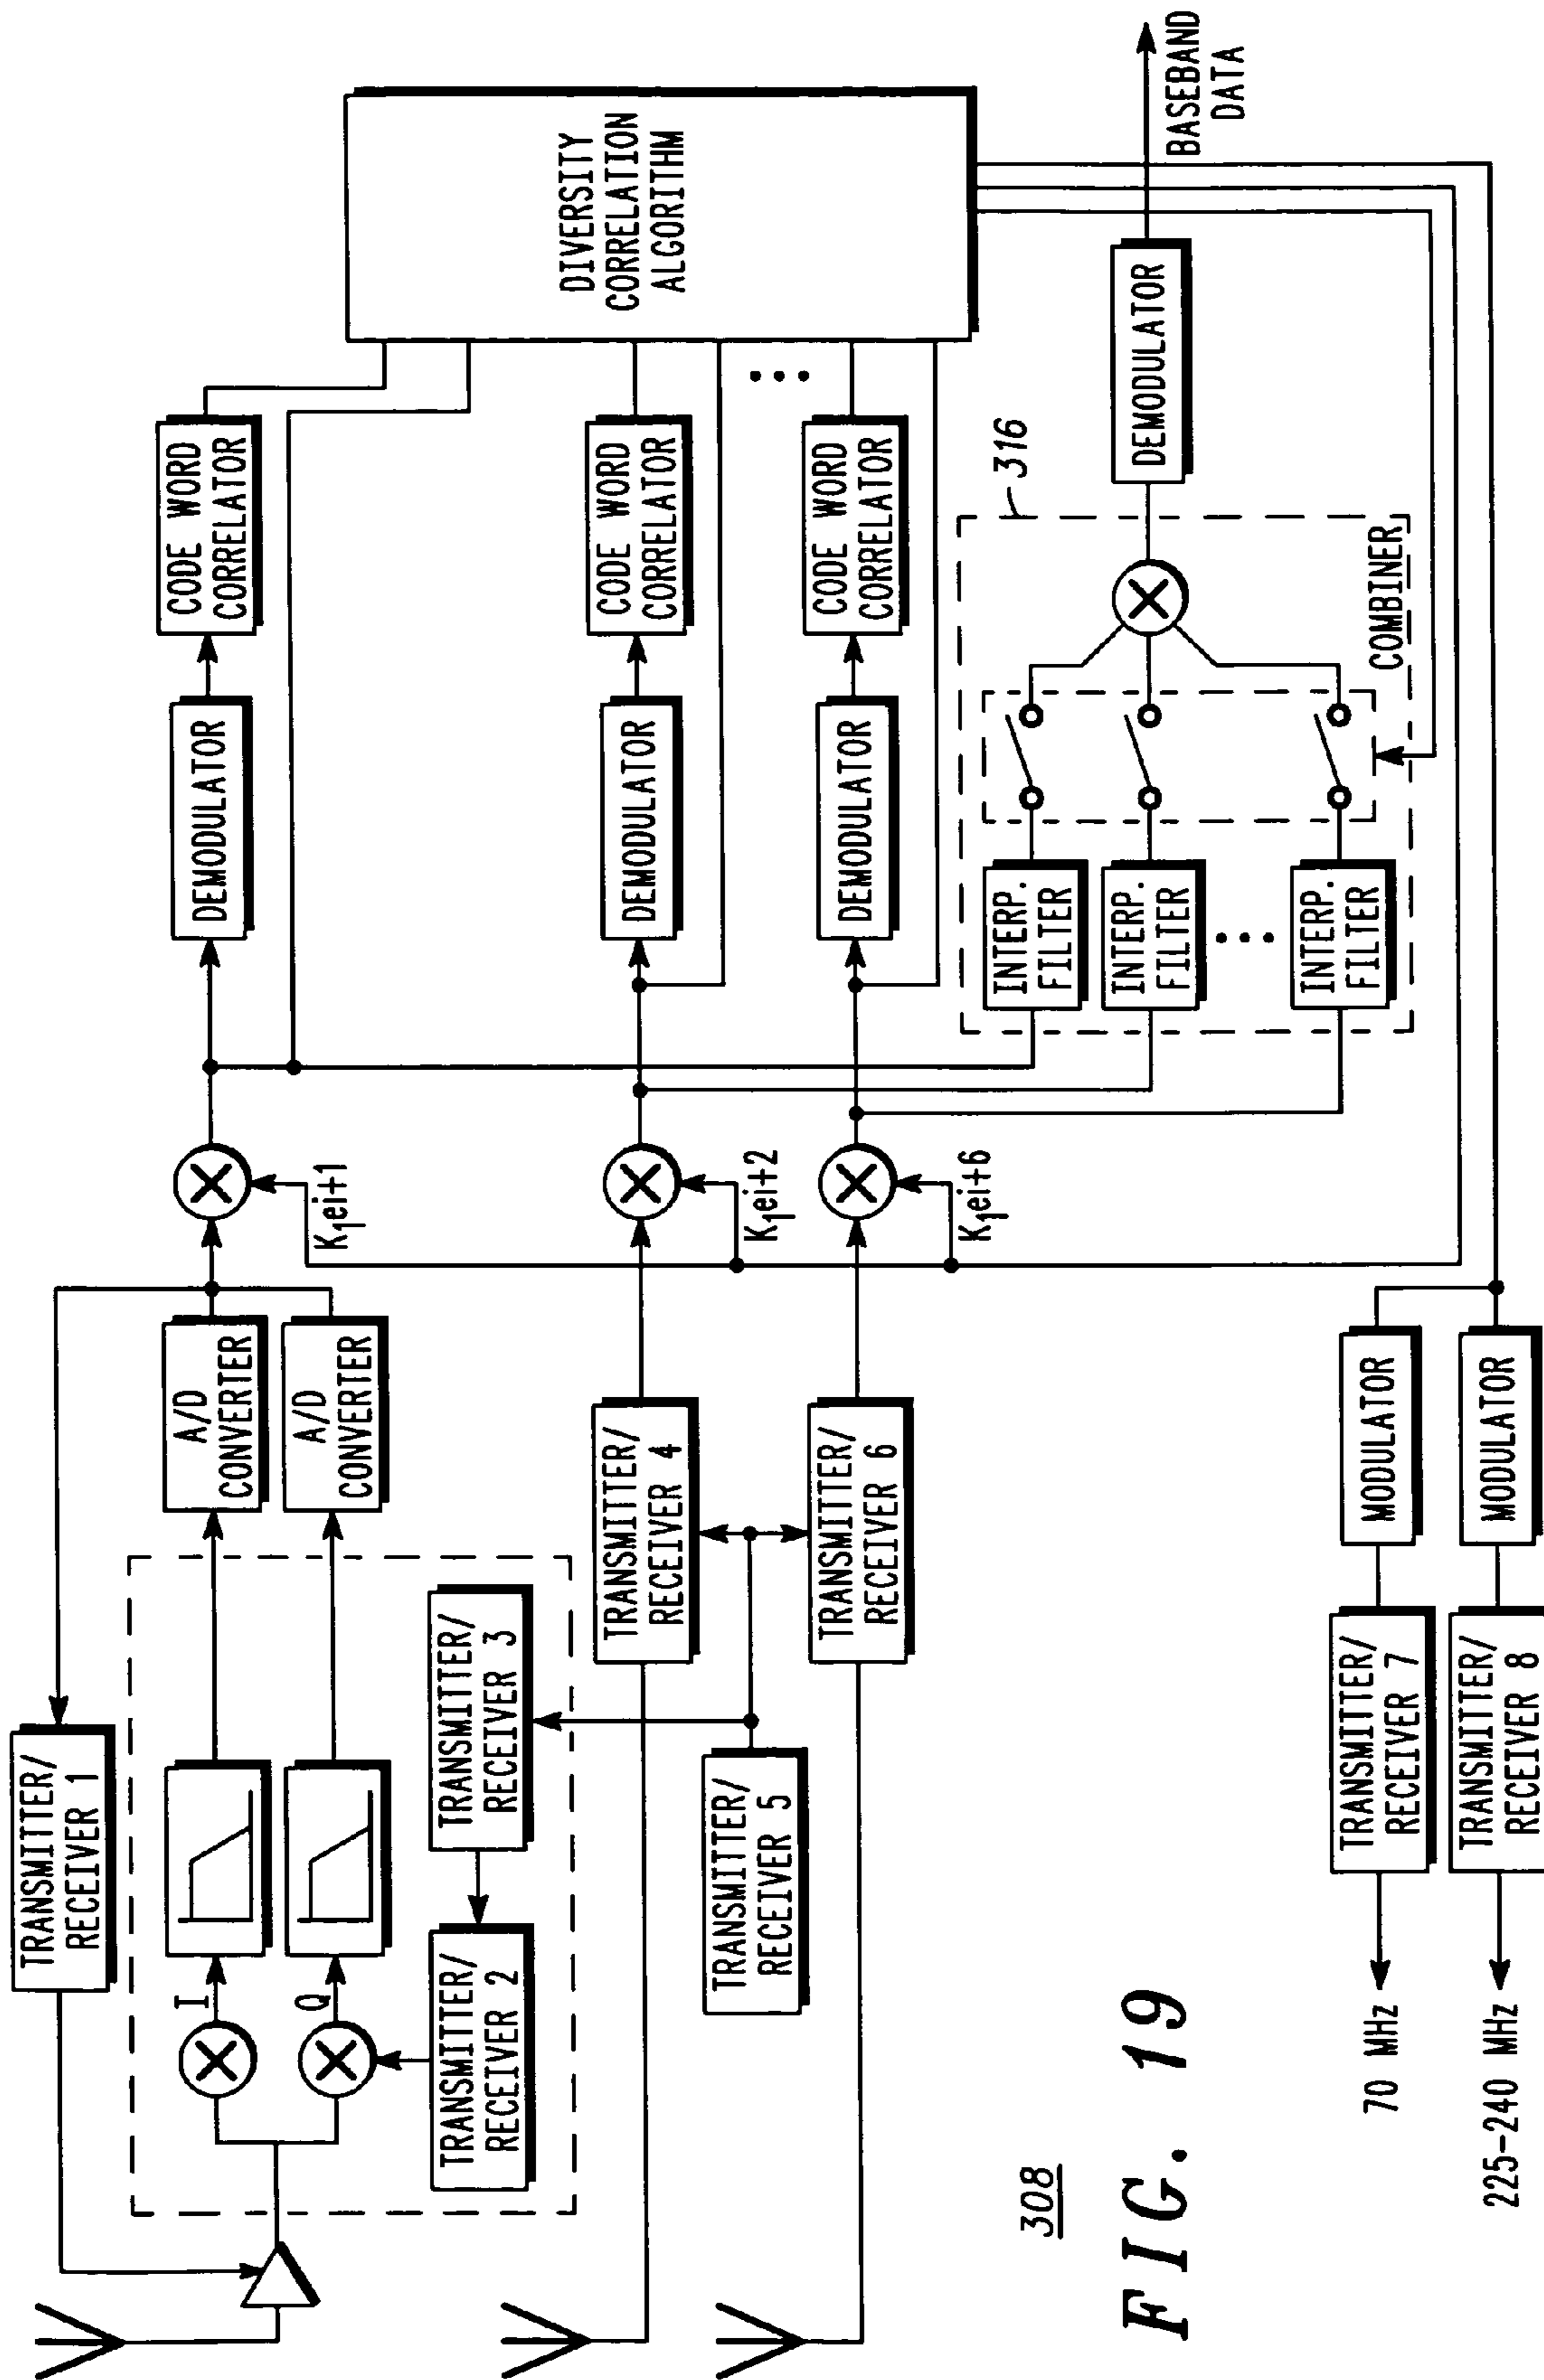 TRANSMITTER/
RECEIVER 1
I
Q
TRANSMITTER/
RECEIVER 2
TRANSMITTER/
RECEIVER 3
A/D
CONVERTER
A/D
CONVERTER
K1ei+1
DEMODULATOR
CODE WORD
CORRELATOR
DIVERSITY
CORRELATION
ALGORITHM
TRANSMITTER/
RECEIVER 4
K1ei+2
DEMODULATOR
CODE WORD
CORRELATOR
TRANSMITTER/
RECEIVER 5
TRANSMITTER/
RECEIVER 6
K1ei+6
DEMODULATOR
CODE WORD
CORRELATOR
...
316
INTERP.
FILTER
INTERP.
FILTER
...
INTERP.
FILTER
COMBINER
DEMODULATOR
BASEBAND
DATA
308
FIG. 19
70 MHz
TRANSMITTER/
RECEIVER 7
MODULATOR
225-240 MHz
TRANSMITTER/
RECEIVER 8
MODULATOR